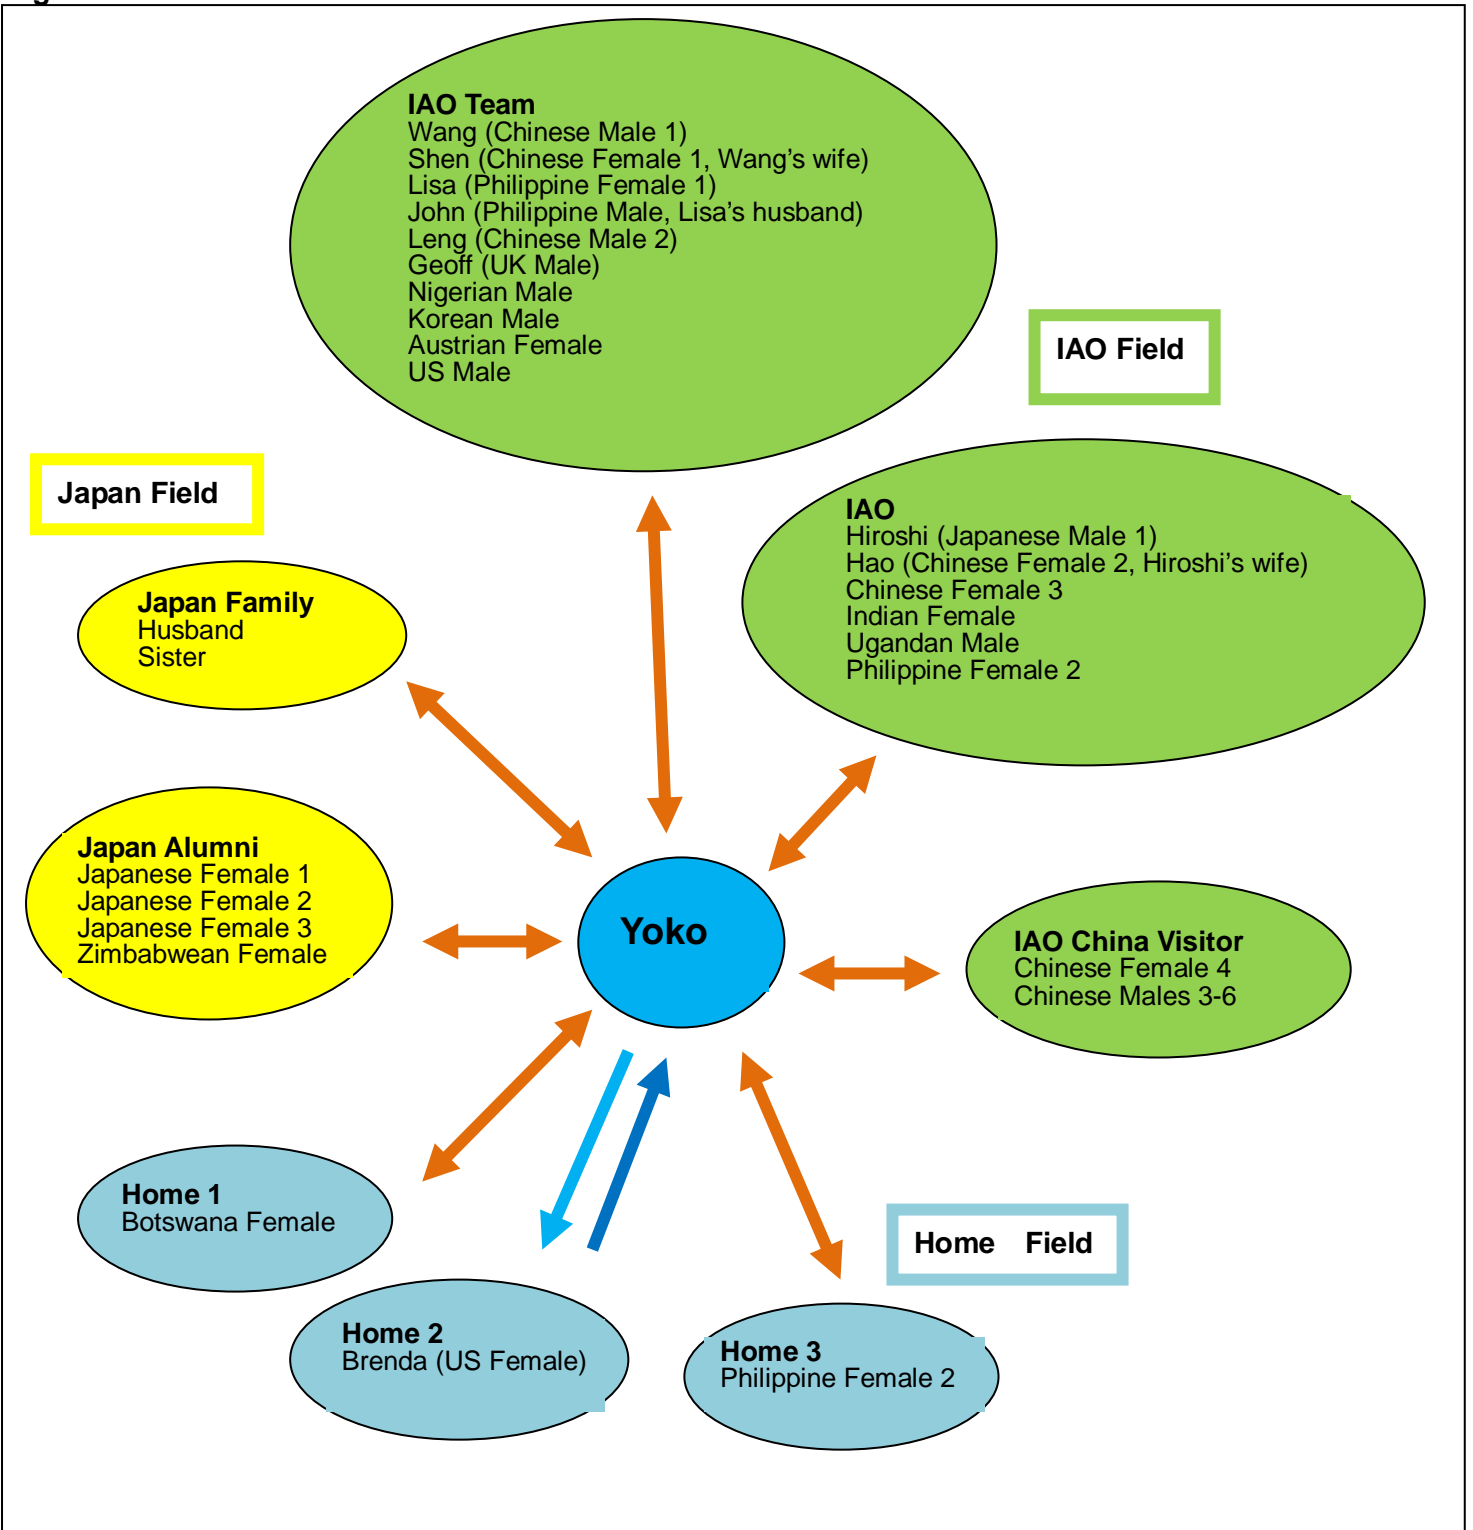 IAO Team
Wang (Chinese Male 1)
Shen (Chinese Female 1, Wang’s wife)
Lisa (Philippine Female 1)
John (Philippine Male, Lisa’s husband)
Leng (Chinese Male 2)
Geoff (UK Male)
Nigerian Male
Korean Male
Austrian Female
US Male
IAO Field
Japan Field
IAO
Hiroshi (Japanese Male 1)
Hao (Chinese Female 2, Hiroshi’s wife)
Chinese Female 3
Indian Female
Ugandan Male
Philippine Female 2
Japan Family
Husband
Sister
Japan Alumni
Japanese Female 1
Japanese Female 2
Japanese Female 3
Zimbabwean Female
Yoko
IAO China Visitor
Chinese Female 4
Chinese Males 3-6
Home 1
Botswana Female
Home Field
Home 2
Brenda (US Female)
Home 3
Philippine Female 2